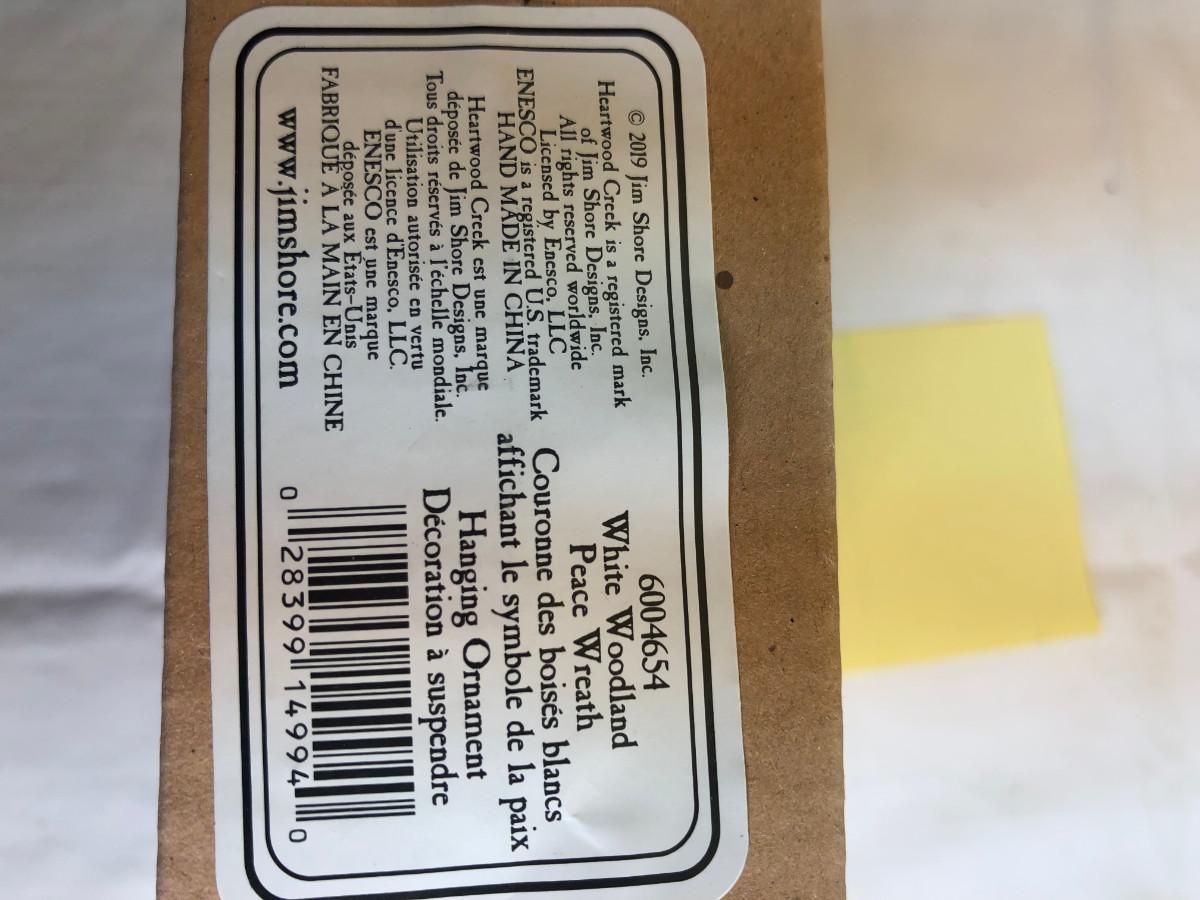 © 2019 Jim Shore Designs, Inc.
Heartwood Creek is a registered mark
of Jim Shore Designs, Inc.
All rights reserved worldwide
Licensed by Enesco, LLC
ENESCO is a registered U.S. trademark
HAND MADE IN CHINA
Heartwood Creek est une marque
déposée de Jim Shore Designs, Inc.
Tous droits réservés à l'échelle mondiale.
Utilisation autorisée en vertu
d'une licence d'Enesco, LLC.
ENESCO est une marque
déposée aux États-Unis
FABRIQUÉ À LA MAIN EN CHINE
www.jimshore.com
6004654
White Woodland
Peace Wreath
Couronne des boisés blancs
affichant le symbole de la paix
Hanging Ornament
Décoration à suspendre
0 28399 14994 0